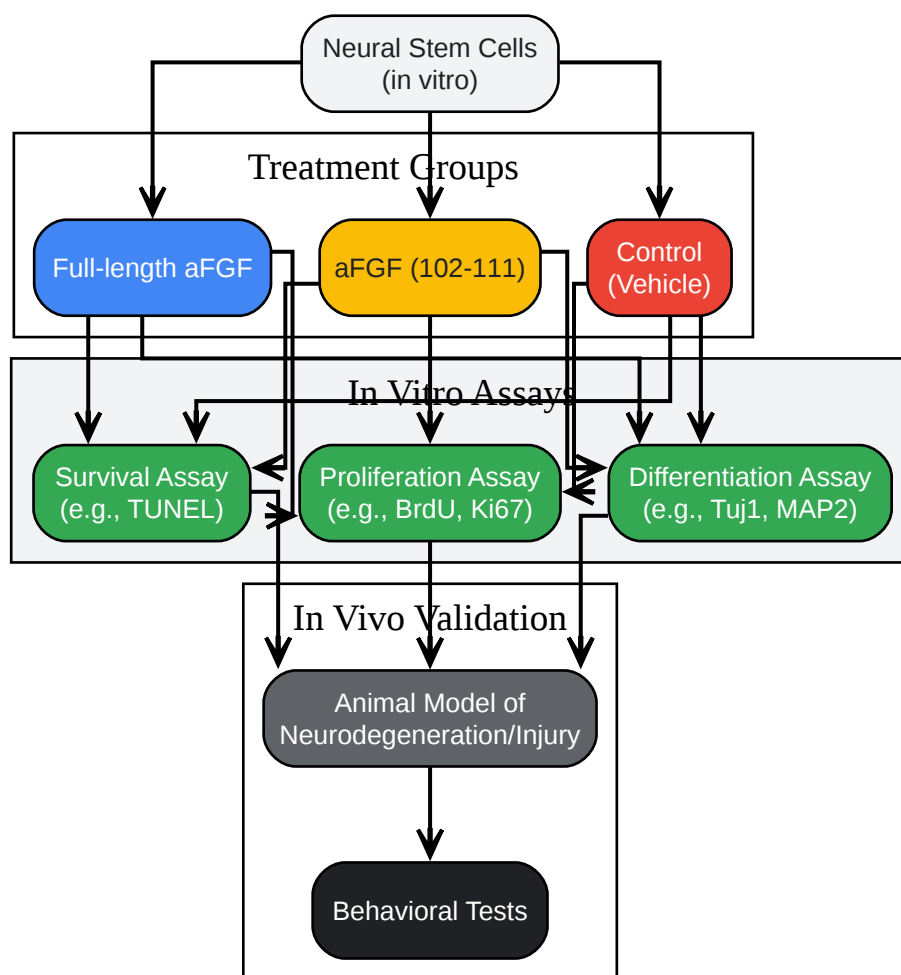 Neural Stem Cells
(in vitro)
Treatment Groups
Full-length aFGF
aFGF (102-111)
Control
(Vehicle)
In Vitro Assays
Survival Assay
(e.g., TUNEL)
Proliferation Assay
(e.g., BrdU, Ki67)
Differentiation Assay
(e.g., Tuj1, MAP2)
In Vivo Validation
Animal Model of
Neurodegeneration/Injury
Behavioral Tests